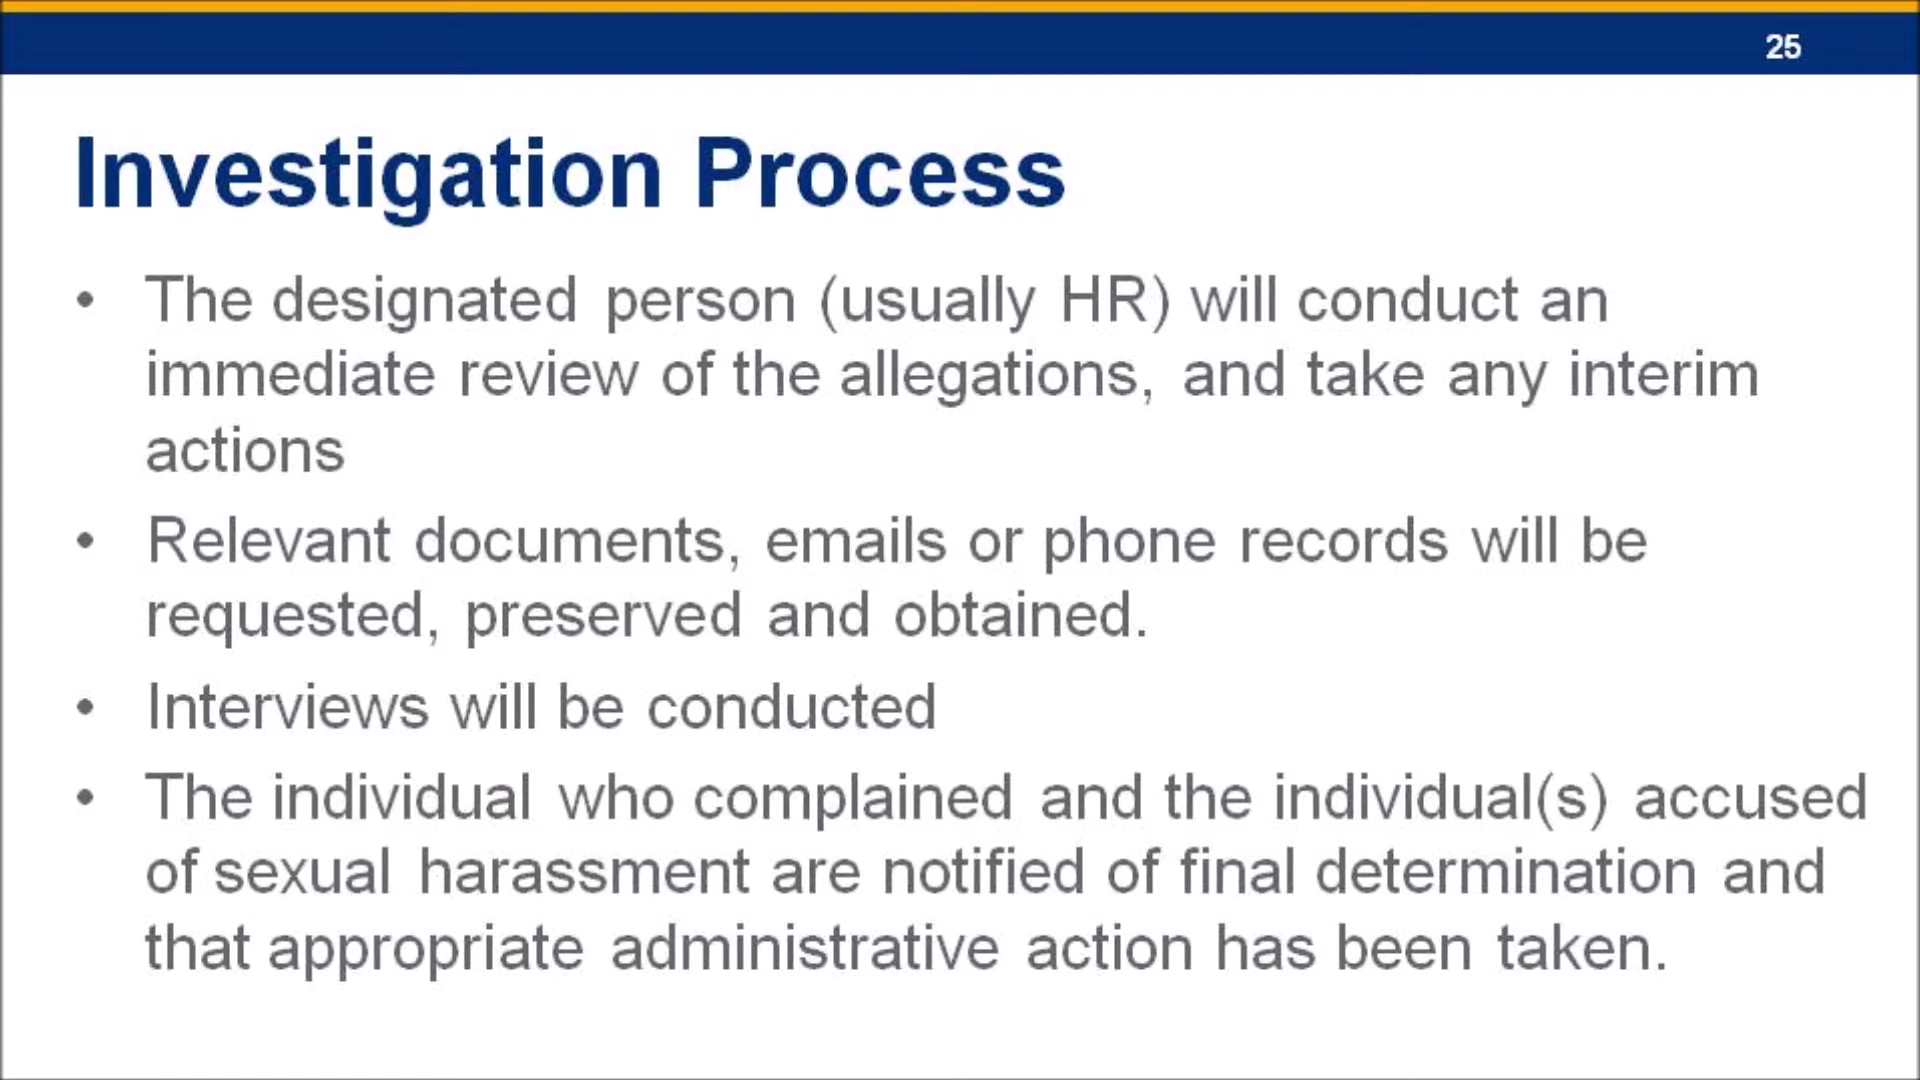 25
Investigation Process
• The designated person (usually HR) will conduct an
immediate review of the allegations, and take any interim
actions
• Relevant documents, emails or phone records will be
requested, preserved and obtained.
• Interviews will be conducted
• The individual who complained and the individual(s) accused
of sexual harassment are notified of final determination and
that appropriate administrative action has been taken.